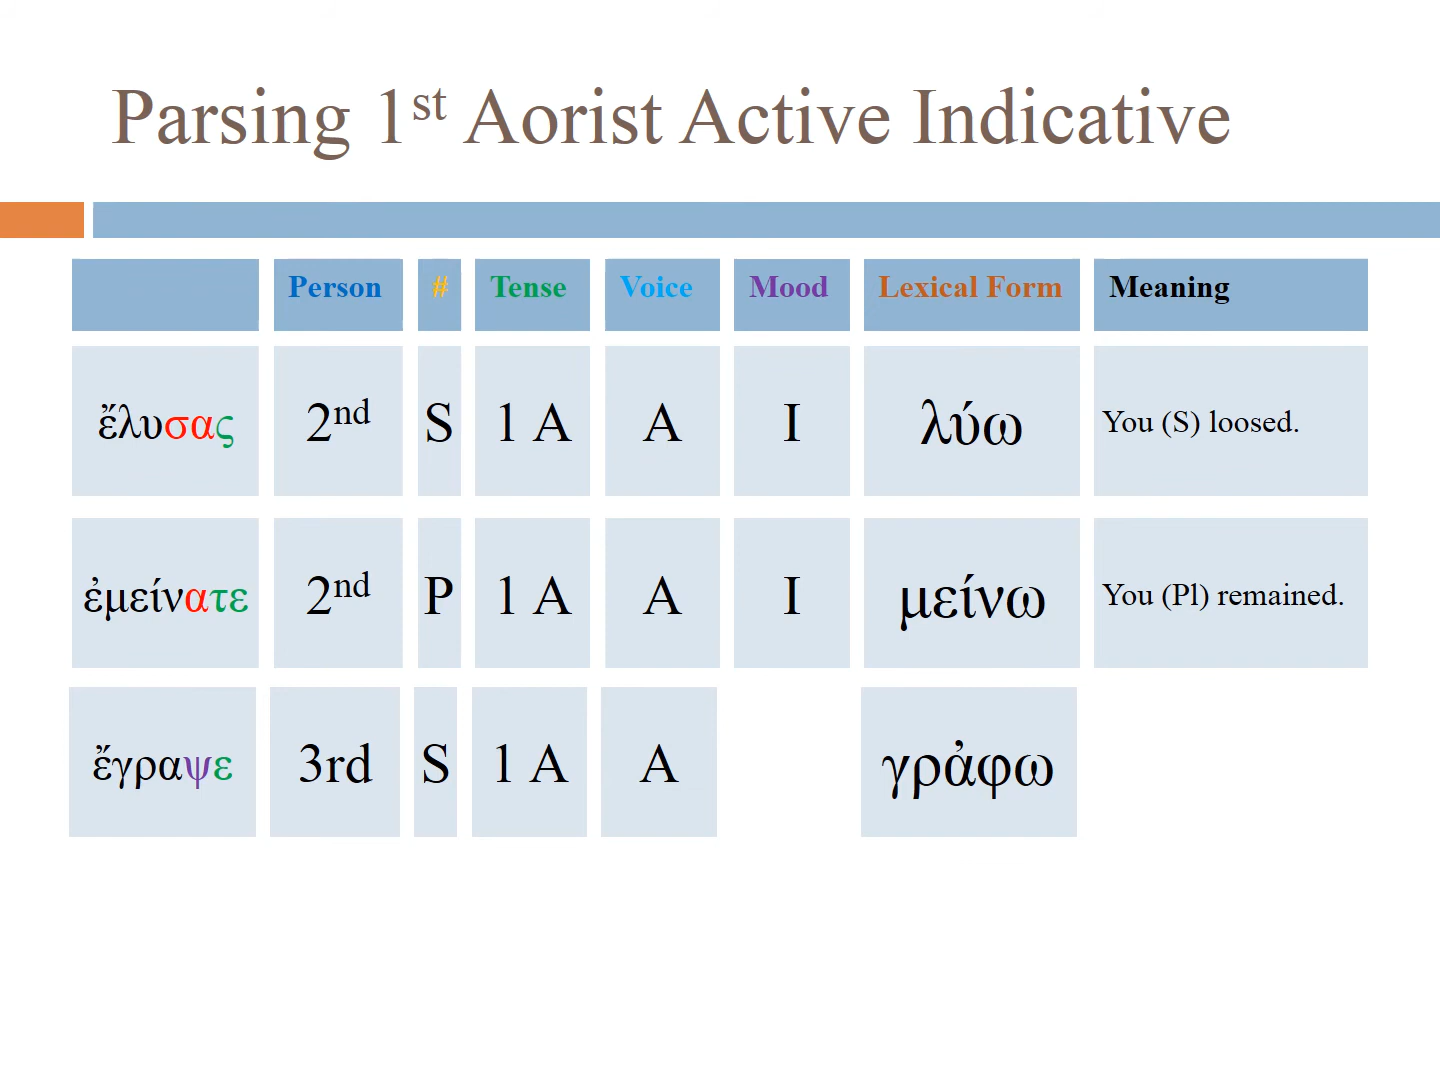 Parsing 1st Aorist Active Indicative
Person # Tense Voice Mood Lexical Form Meaning
ἔλυσας 2nd S 1 A A I λύω You (S) loosed.
ἐμείνατε 2nd P 1 A A I μείνω You (Pl) remained.
ἔγραψε 3rd S 1 A A γρἀφω